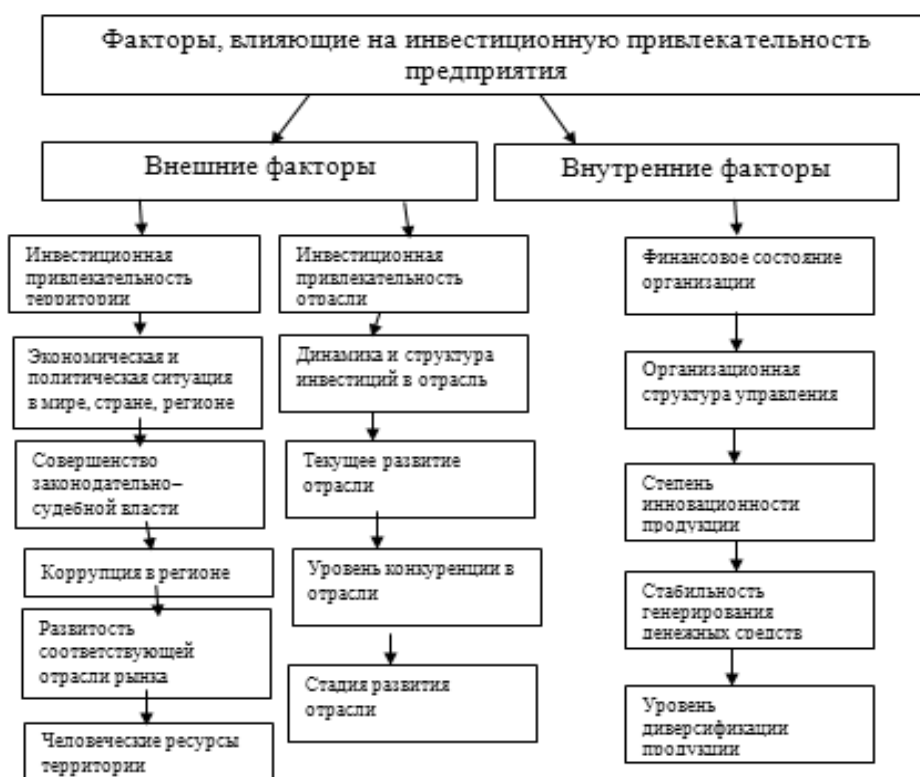 Факторы, влияющие на инвестиционную привлекательность
предприятия
Внешние факторы
Внутренние факторы
Инвестиционная
привлекательность
территории
Экономическая и
политическая ситуация
в мире, стране, регионе
Совершенство
законодательно–
судебной власти
Коррупция в регионе
Развитость
соответствующей
отрасли рынка
Человеческие ресурсы
территории
Инвестиционная
привлекательность
отрасли
Динамика и структура
инвестиций в отрасль
Текущее развитие
отрасли
Уровень конкуренции в
отрасли
Стадия развития
отрасли
Финансовое состояние
организации
Организационная
структура управления
Степень
инновационности
продукции
Стабильность
генерирования
денежных средств
Уровень
диверсификации
продукции